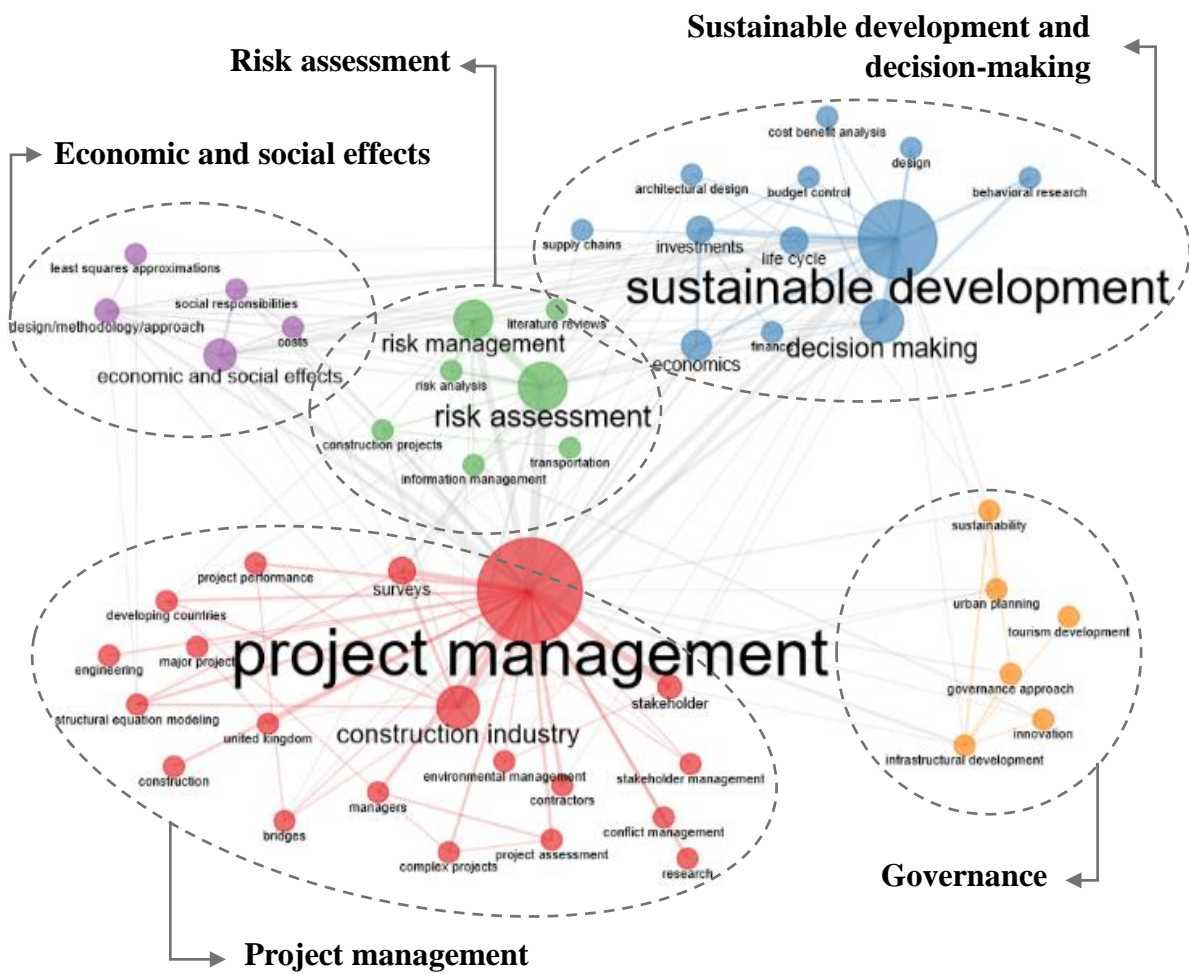 Sustainable development and
decision-making
Risk assessment
Economic and social effects
cost benefit analysis
design
architectural design
budget control
behavioral research
supply chains
investments
life cycle
sustainable development
finance
decision making
economics
least squares approximations
social responsibilities
design/methodology/approach
costs
economic and social effects
literature reviews
risk management
risk analysis
risk assessment
construction projects
transportation
information management
sustainability
urban planning
tourism development
governance approach
innovation
infrastructural development
project performance
surveys
developing countries
engineering
major project
project management
stakeholder
structural equation modeling
united kingdom
construction industry
construction
environmental management
stakeholder management
managers
contractors
bridges
conflict management
complex projects
project assessment
research
Governance
Project management